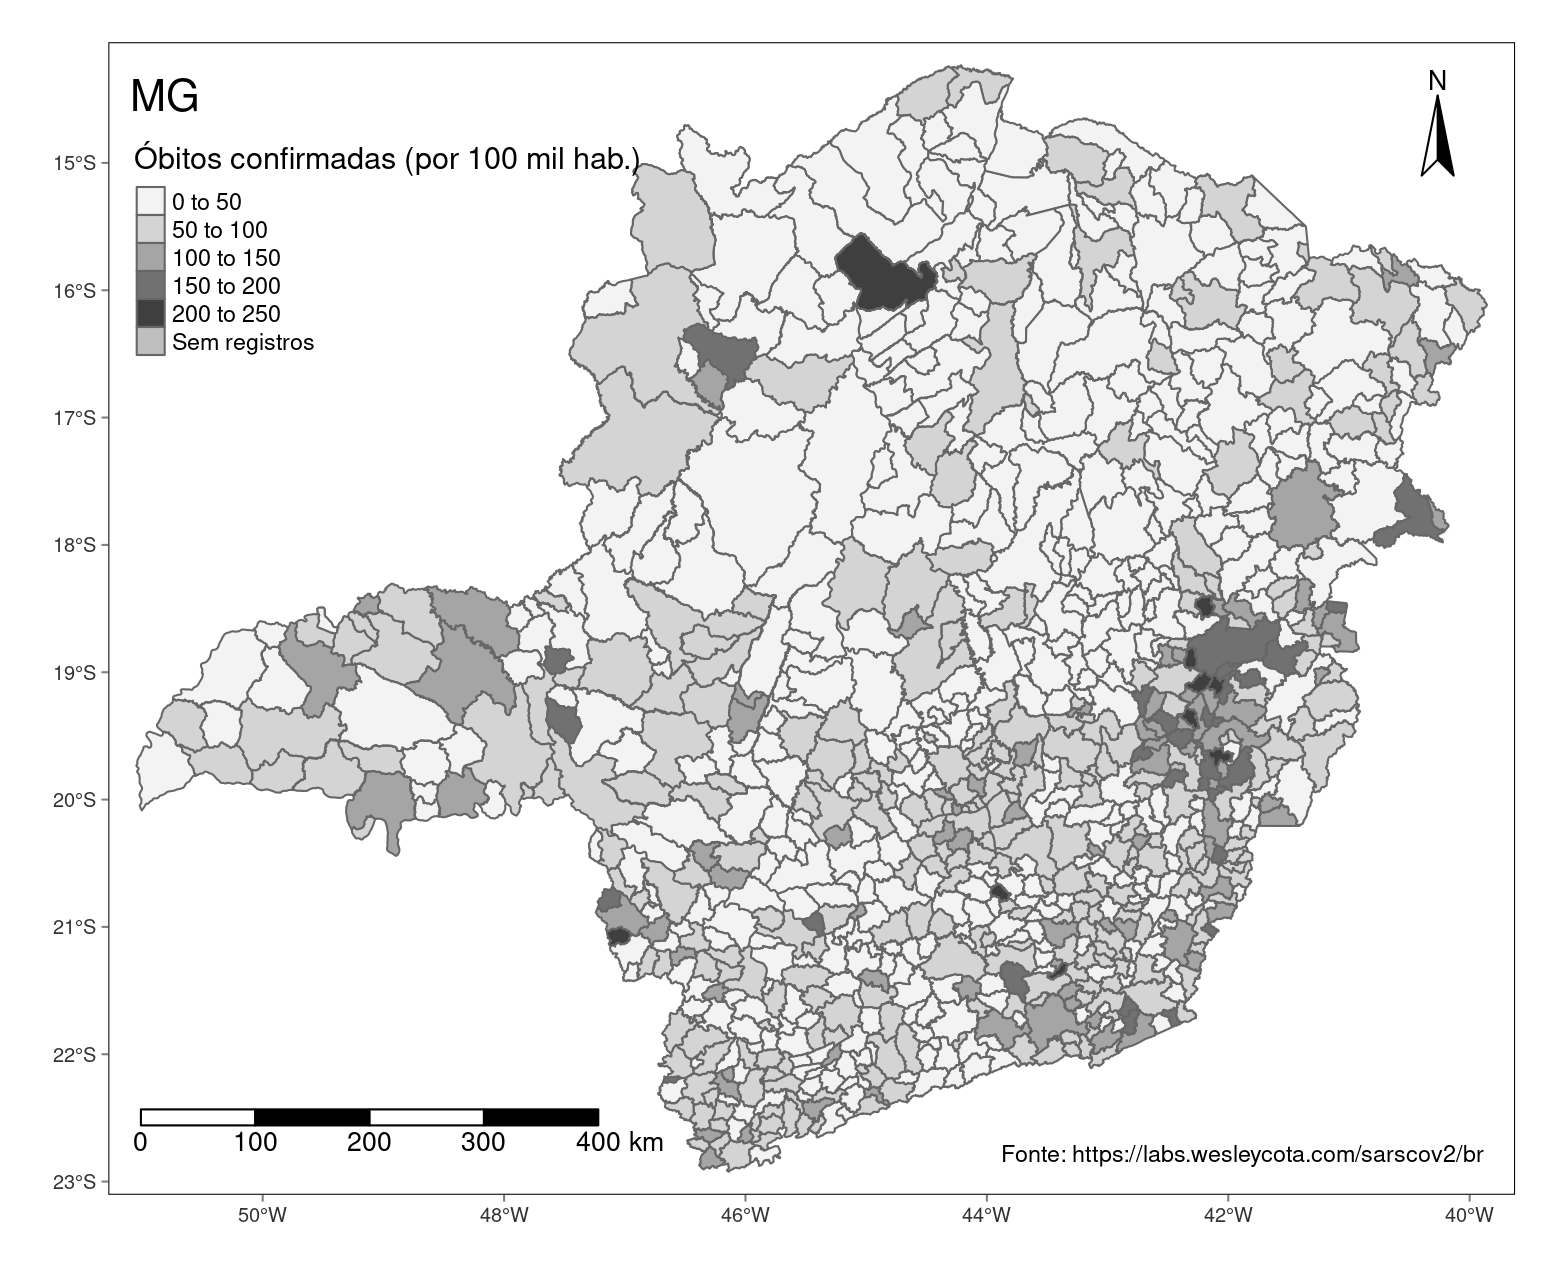 MG
N
Óbitos confirmadas (por 100 mil hab.)
0 to 50
50 to 100
100 to 150
150 to 200
200 to 250
Sem registros
15°S
16°S
17°S
18°S
19°S
20°S
21°S
22°S
23°S
0 100 200 300 400 km
Fonte: https://labs.wesleycota.com/sarscov2/br
50°W 48°W 46°W 44°W 42°W 40°W